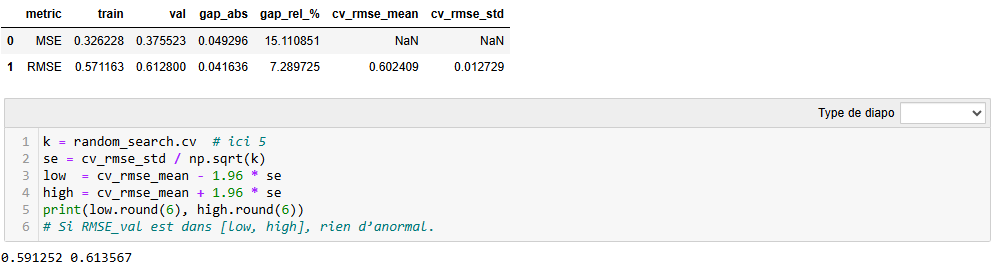 metric train val gap_abs gap_rel_% cv_rmse_mean cv_rmse_std
0 MSE 0.326228 0.375523 0.049296 15.110851 NaN NaN
1 RMSE 0.571163 0.612800 0.041636 7.289725 0.602409 0.012729
Type de diapo
1 k = random_search.cv  # ici 5
2 se = cv_rmse_std / np.sqrt(k)
3 low  = cv_rmse_mean - 1.96 * se
4 high = cv_rmse_mean + 1.96 * se
5 print(low.round(6), high.round(6))
6 # Si RMSE_val est dans [low, high], rien d’anormal.
0.591252 0.613567